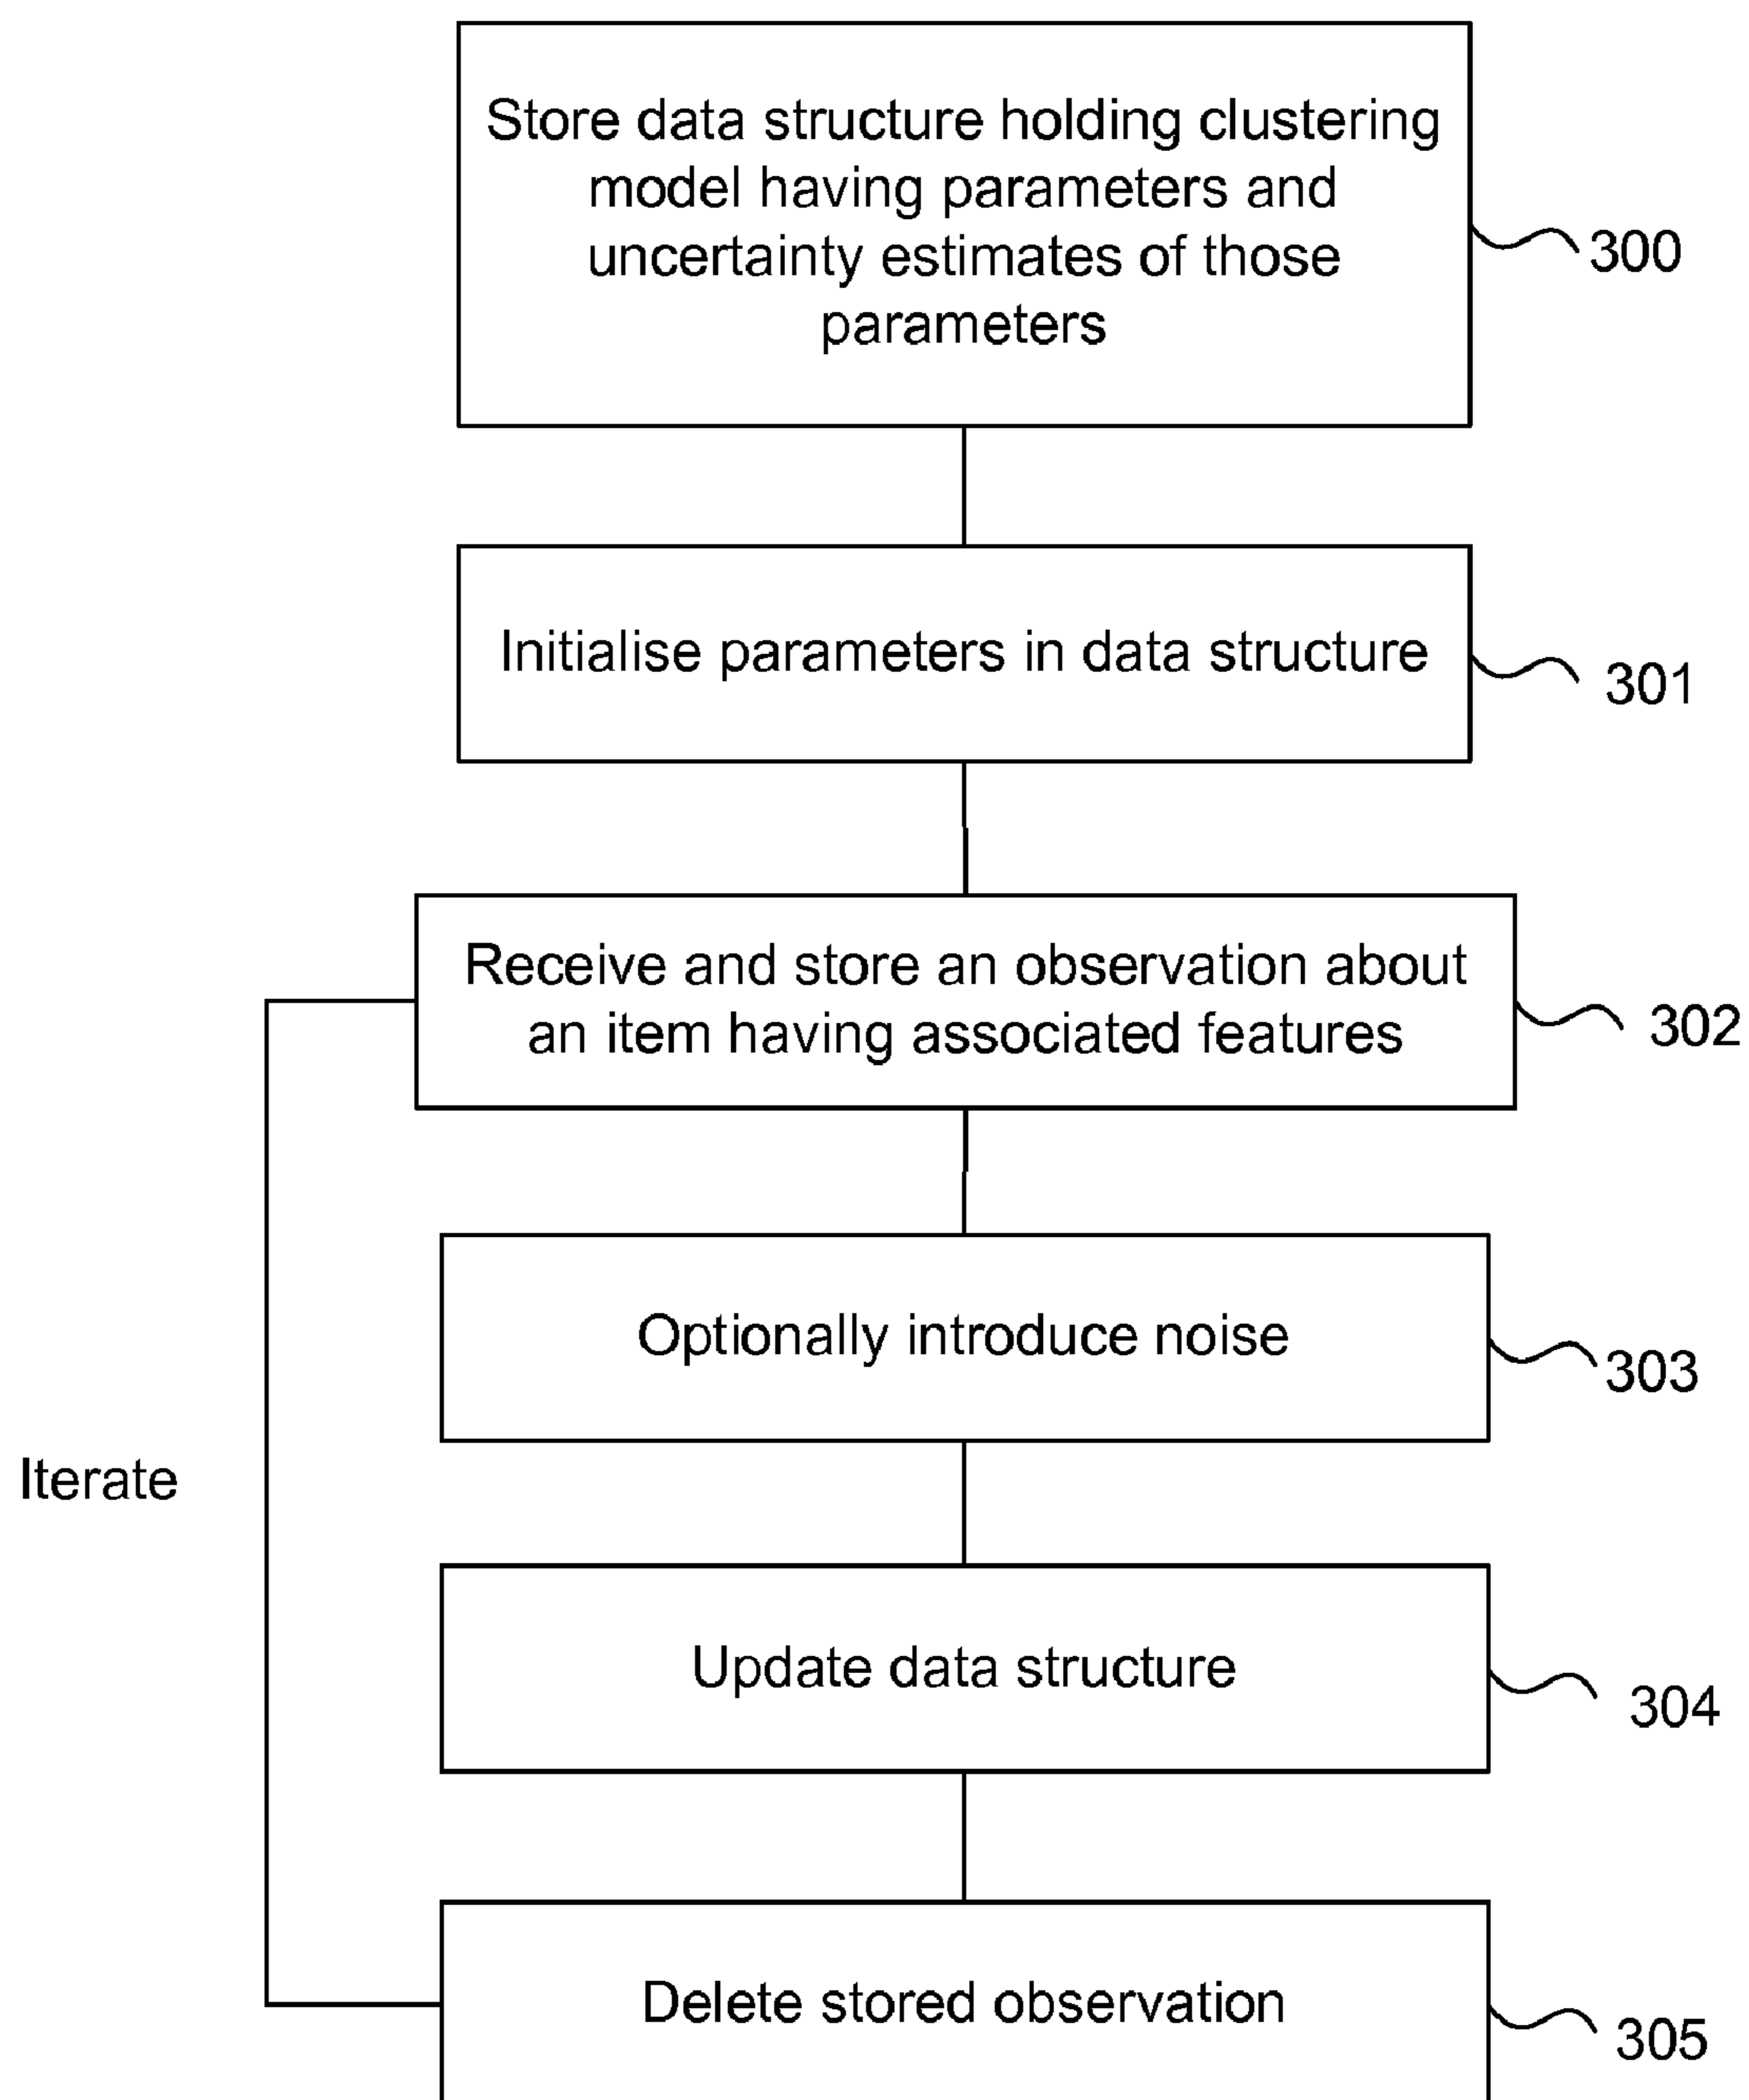 Store data structure holding clustering
model having parameters and
uncertainty estimates of those
parameters
300
Initialise parameters in data structure
301
Receive and store an observation about
an item having associated features
302
Optionally introduce noise
303
Iterate
Update data structure
304
Delete stored observation
305